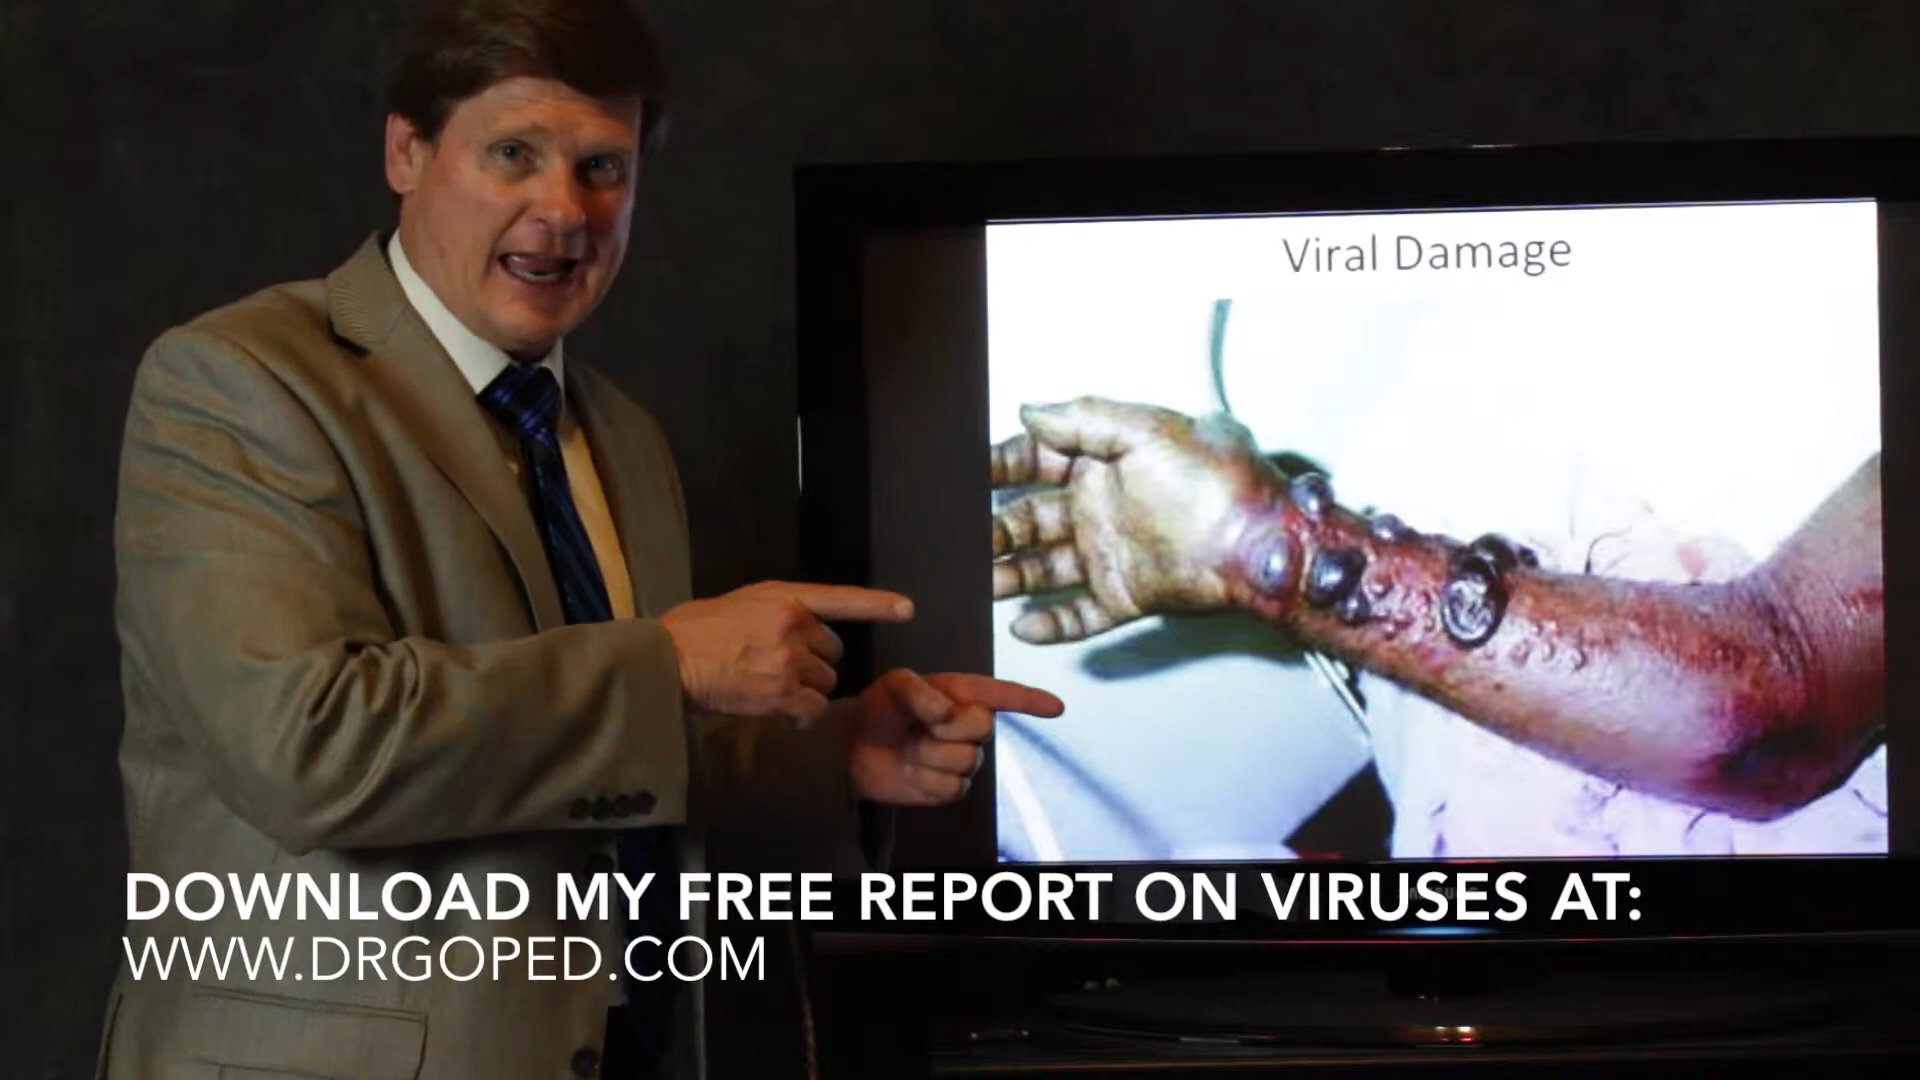 Viral Damage
DOWNLOAD MY FREE REPORT ON VIRUSES AT:
WWW.DRGOPED.COM